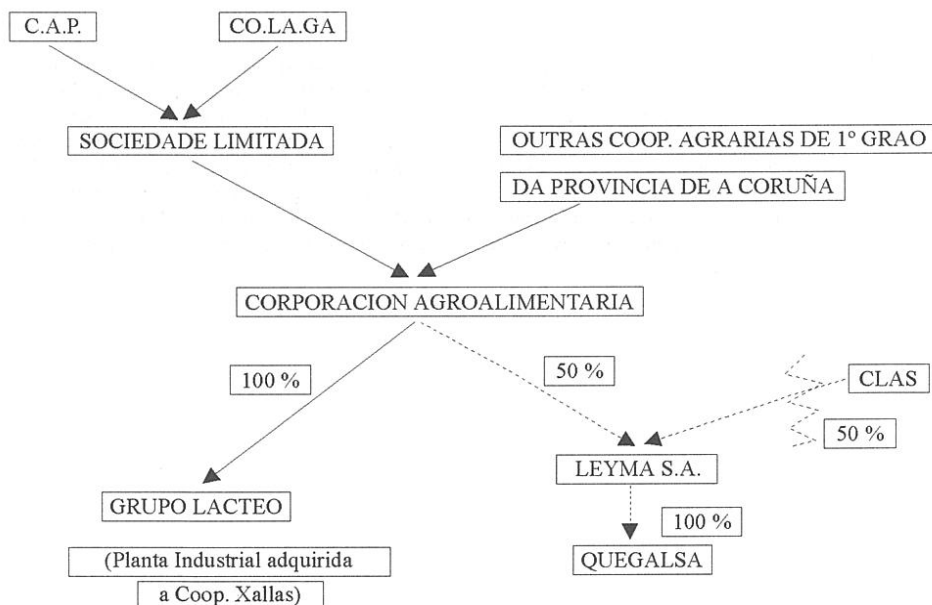 C.A.P.
CO.LA.GA
SOCIEDADE LIMITADA
OUTRAS COOP. AGRARIAS DE 1º GRAO
DA PROVINCIA DE A CORUÑA
CORPORACION AGROALIMENTARIA
100 %
50 %
CLAS
50 %
LEYMA S.A.
GRUPO LACTEO
100 %
(Planta Industrial adquirida
QUEGALSA
a Coop. Xallas)